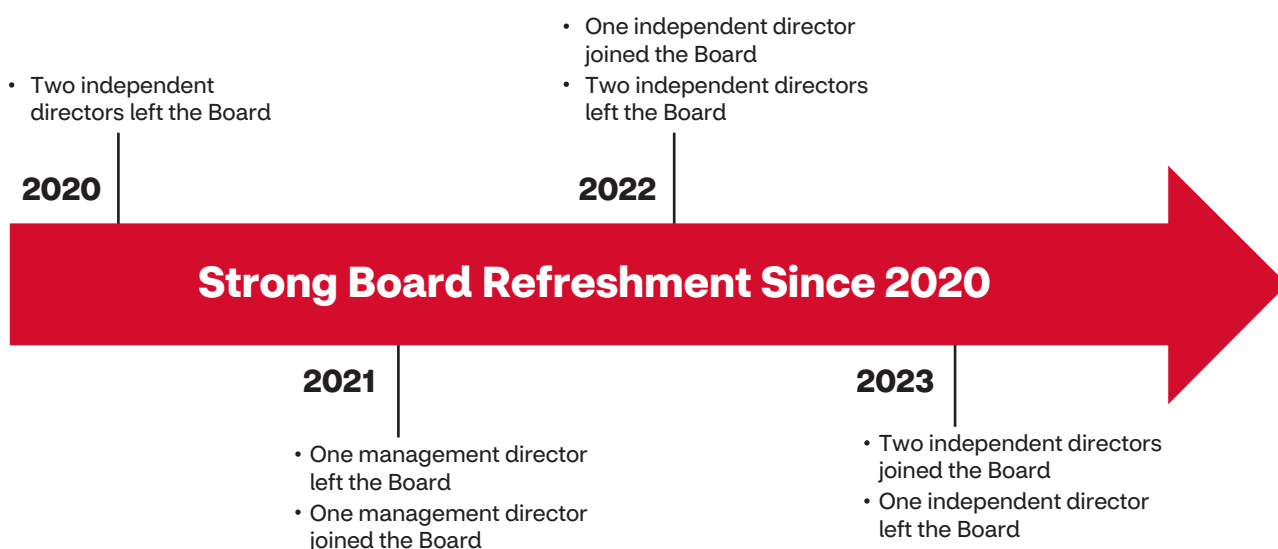 • Two independent
directors left the Board
2020
• One independent director
joined the Board
• Two independent directors
left the Board
2022
Strong Board Refreshment Since 2020
2021
• One management director
left the Board
• One management director
joined the Board
2023
• Two independent directors
joined the Board
• One independent director
left the Board